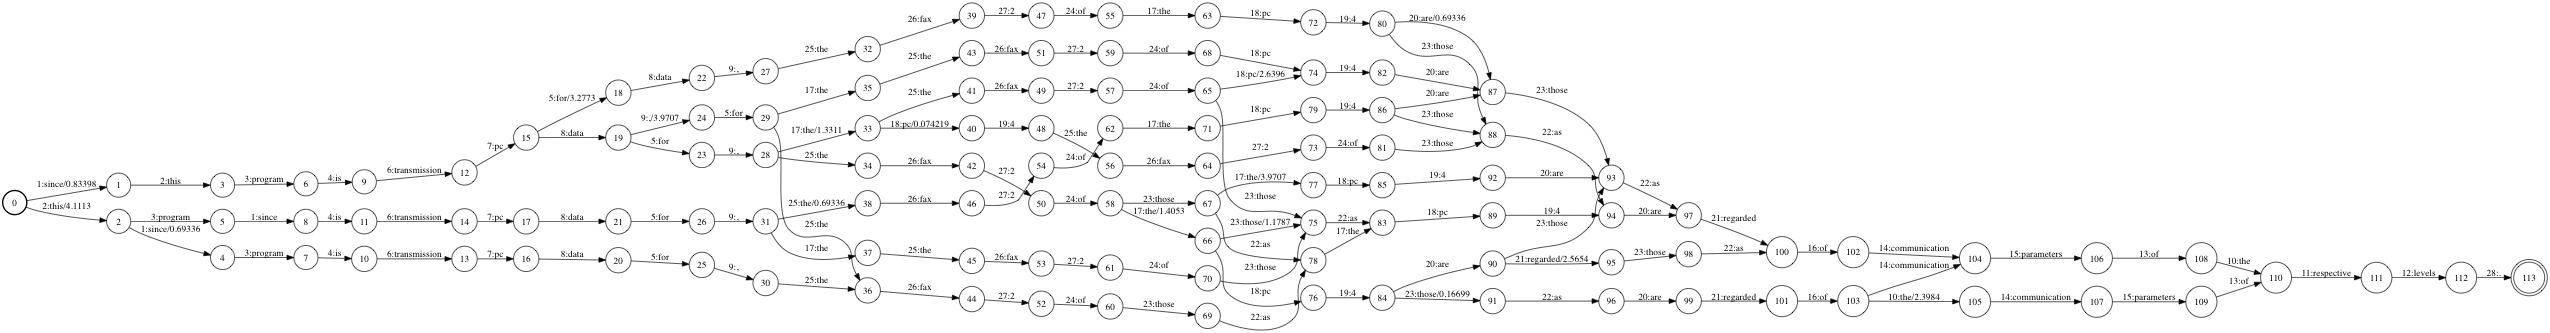 39 27:2 47 24:of 55 17:the 63 18:pc 72 19:4 80 20:are/0.69336
26:fax
25:the 32 23:those
43 26:fax 51 27:2 59 24:of 68 18:pc
25:the
8:data 22 9:, 27 18:pc/2.6396 74 19:4 82 20:are
5:for/3.2773 18 17:the 35 25:the 41 26:fax 49 27:2 57 24:of 65 87 23:those
9:,/3.9707 24 5:for 29 18:pc 79 19:4 86 20:are
15 8:data 19 5:for 17:the/1.3311 33 18:pc/0.074219 40 19:4 48 25:the 62 17:the 71 23:those 88 22:as
7:pc 23 9:, 28 25:the 34 26:fax 42 27:2 54 24:of 56 26:fax 64 27:2 73 24:of 81 23:those
1:since/0.83398 1 2:this 3 3:program 6 4:is 9 6:transmission 12 17:the/3.9707 77 18:pc 85 19:4 92 20:are 93 22:as
0 2:this/4.1113 25:the/0.69336 38 26:fax 46 27:2 50 24:of 58 23:those 67 23:those
2 3:program 5 1:since 8 4:is 11 6:transmission 14 7:pc 17 8:data 21 5:for 26 9:, 31 25:the 17:the/1.4053 23:those/1.1787 75 22:as 83 18:pc 89 19:4 94 20:are 97 21:regarded
1:since/0.69336 17:the 66 22:as 17:the 23:those
4 3:program 7 4:is 10 6:transmission 13 7:pc 16 8:data 20 5:for 25 9:, 37 25:the 45 26:fax 53 27:2 61 24:of 70 23:those 78 20:are 90 21:regarded/2.5654 95 23:those 98 22:as 100 16:of 102 14:communication 104 15:parameters 106 13:of 108 10:the
30 25:the 36 26:fax 44 27:2 52 24:of 60 23:those 69 18:pc 76 19:4 84 23:those/0.16699 91 22:as 96 20:are 99 21:regarded 101 16:of 103 14:communication 110 11:respective 111 12:levels 112 28:. 113
22:as 10:the/2.3984 105 14:communication 107 15:parameters 109 13:of